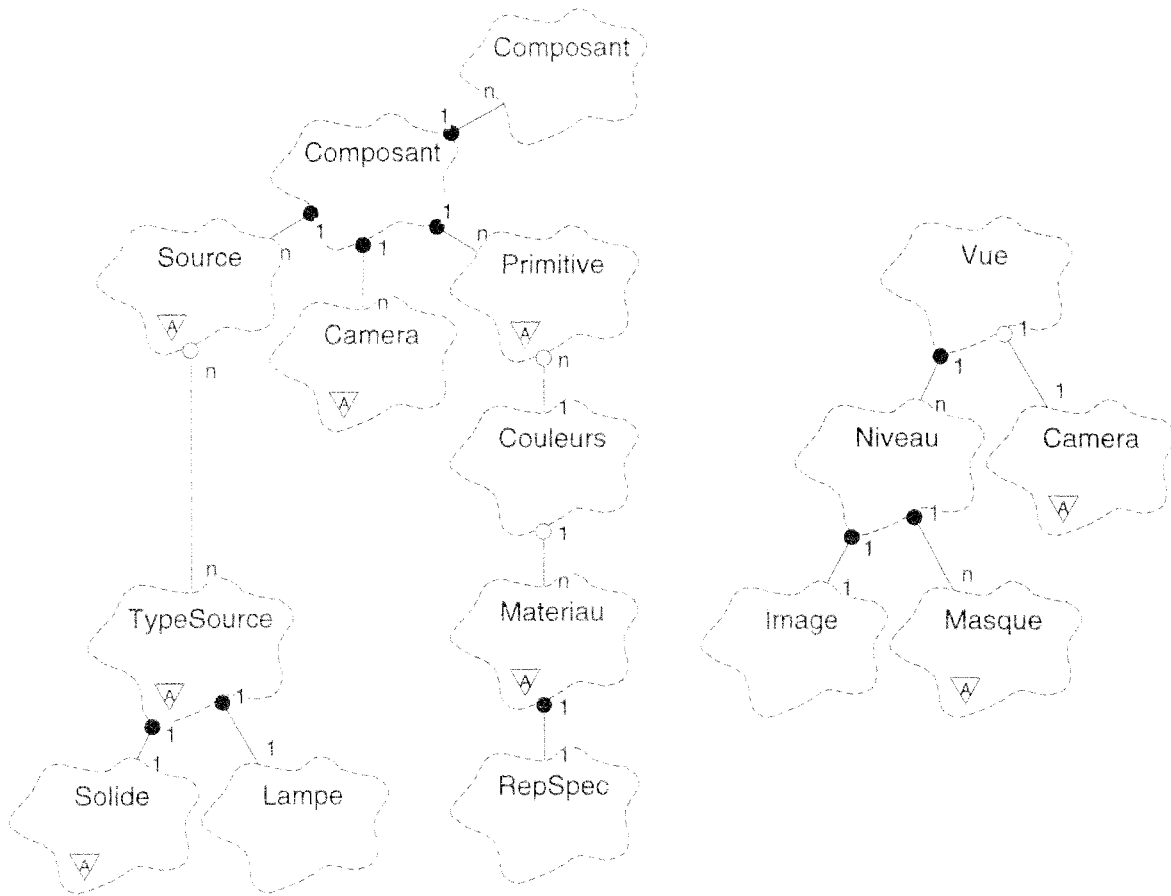 Composant
n
1
Composant
1
1
1
n
n
n
Source
Camera
Primitive
A
A
A
n
n
1
Couleurs
1
n
n
TypeSource
Materiau
A
A
1
1
1
1
1
1
Solide
Lampe
RepSpec
A
Vue
1
1
n
1
Niveau
Camera
A
1
1
1
n
Image
Masque
A